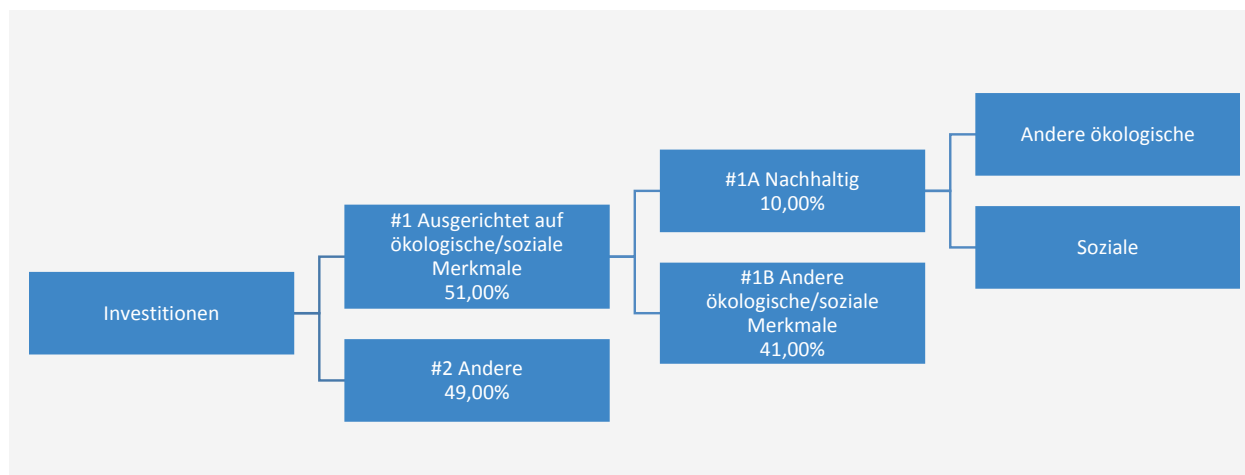 Investitionen
#1 Ausgerichtet auf
ökologische/soziale
Merkmale
51,00%
#2 Andere
49,00%
#1A Nachhaltig
10,00%
#1B Andere
ökologische/soziale
Merkmale
41,00%
Andere ökologische
Soziale